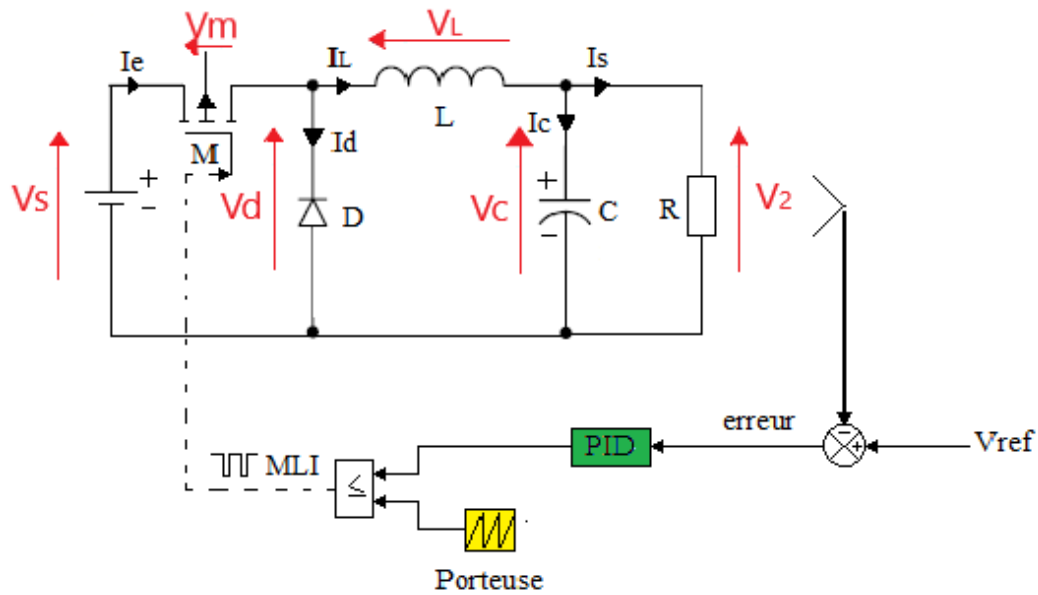 Vm
VL
Ie
IL
Is
L
Id
Ic
M
+
-
Vs
Vd
D
Vc
+
-
C
R
V2
erreur
-
+
Vref
PID
MLI
≤
Porteuse